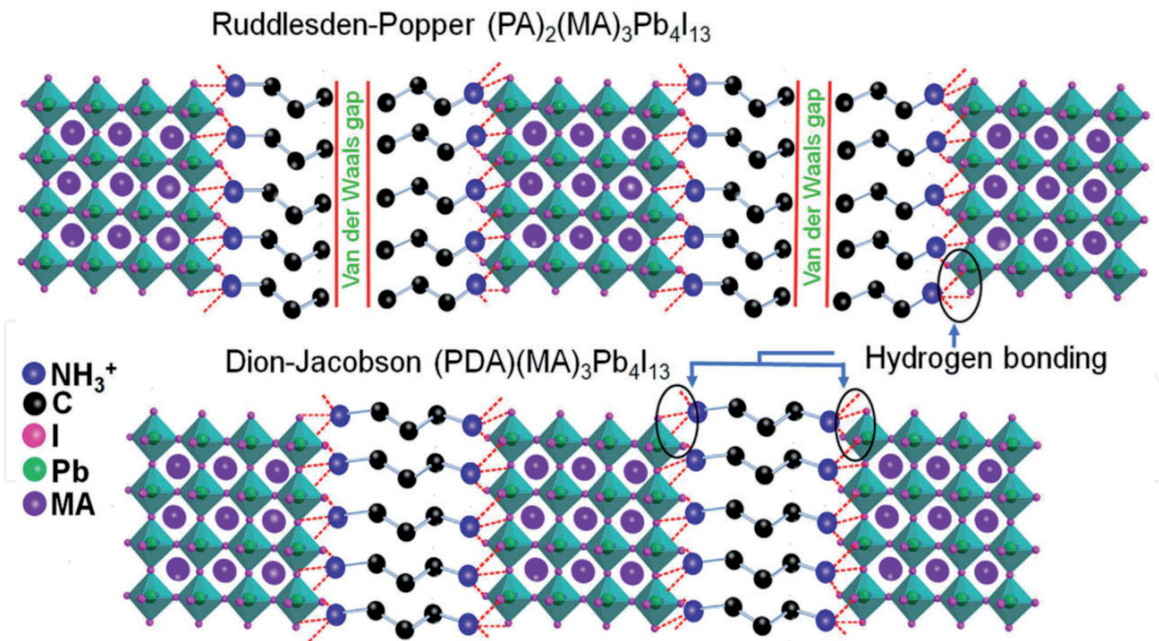 Ruddlesden-Popper (PA)₂(MA)₃Pb₄I₁₃
Van der Waals gap
Van der Waals gap
Dion-Jacobson (PDA)(MA)₃Pb₄I₁₃
Hydrogen bonding
NH₃⁺
C
I
Pb
MA